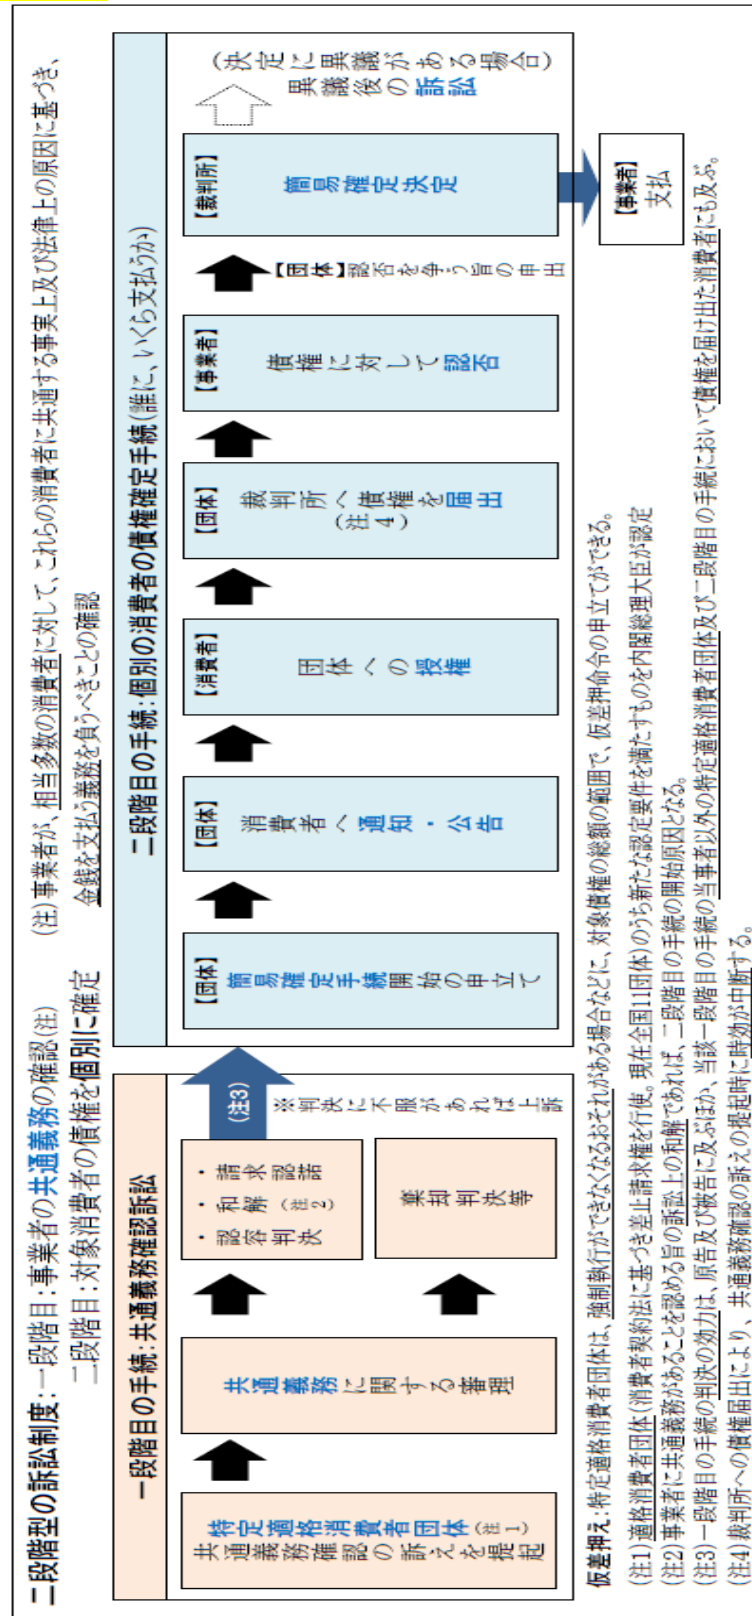 二段階型の訴訟制度：一段階目：事業者の共通義務の確認(注)
二段階目：対象消費者の債権を個別に確定
(注)事業者が、相当多数の消費者に対して、これらの消費者に共通する事実上及び法律上の原因に基づき、
金銭を支払う義務を負うべきことの確認
一段階目の手続：共通義務確認訴訟
特定適格消費者団体（注１）
共通義務確認の訴えを提起
共通義務に関する審理
・請求認諾
・和解（注２）
・認容判決
棄却判決等
(注3)
※判決に不服があれば上訴
二段階目の手続：個別の消費者の債権確定手続(誰に、いくら支払うか)
【団体】
簡易確定手続開始の申立て
【団体】
消費者へ通知・公告
【消費者】
団体への授権
【団体】
裁判所へ債権を届出
（注４）
【事業者】
債権に対して認否
【団体】認否を争う旨の申出
【裁判所】
簡易確定決定
（決定に異議がある場合）
異議後の訴訟
【事業者】
支払
仮差押え：特定適格消費者団体は、強制執行ができなくなるおそれがある場合などに、対象債権の総額の範囲で、仮差押命令の申立てができる。
(注1)適格消費者団体(消費者契約法に基づき差止請求権を行使。現在全国11団体)のうち新たな認定要件を満たすものを内閣総理大臣が認定
(注2)事業者に共通義務があることを認める旨の訴訟上の和解であれば、二段階目の手続の開始原因となる。
(注3)一段階目の手続の判決の効力は、原告及び被告に及ぶほか、当該一段階目の手続の当事者以外の特定適格消費者団体及び二段階目の手続において債権を届け出た消費者にも及ぶ。
(注4)裁判所への債権届出により、共通義務確認の訴えの提起時に時効が中断する。